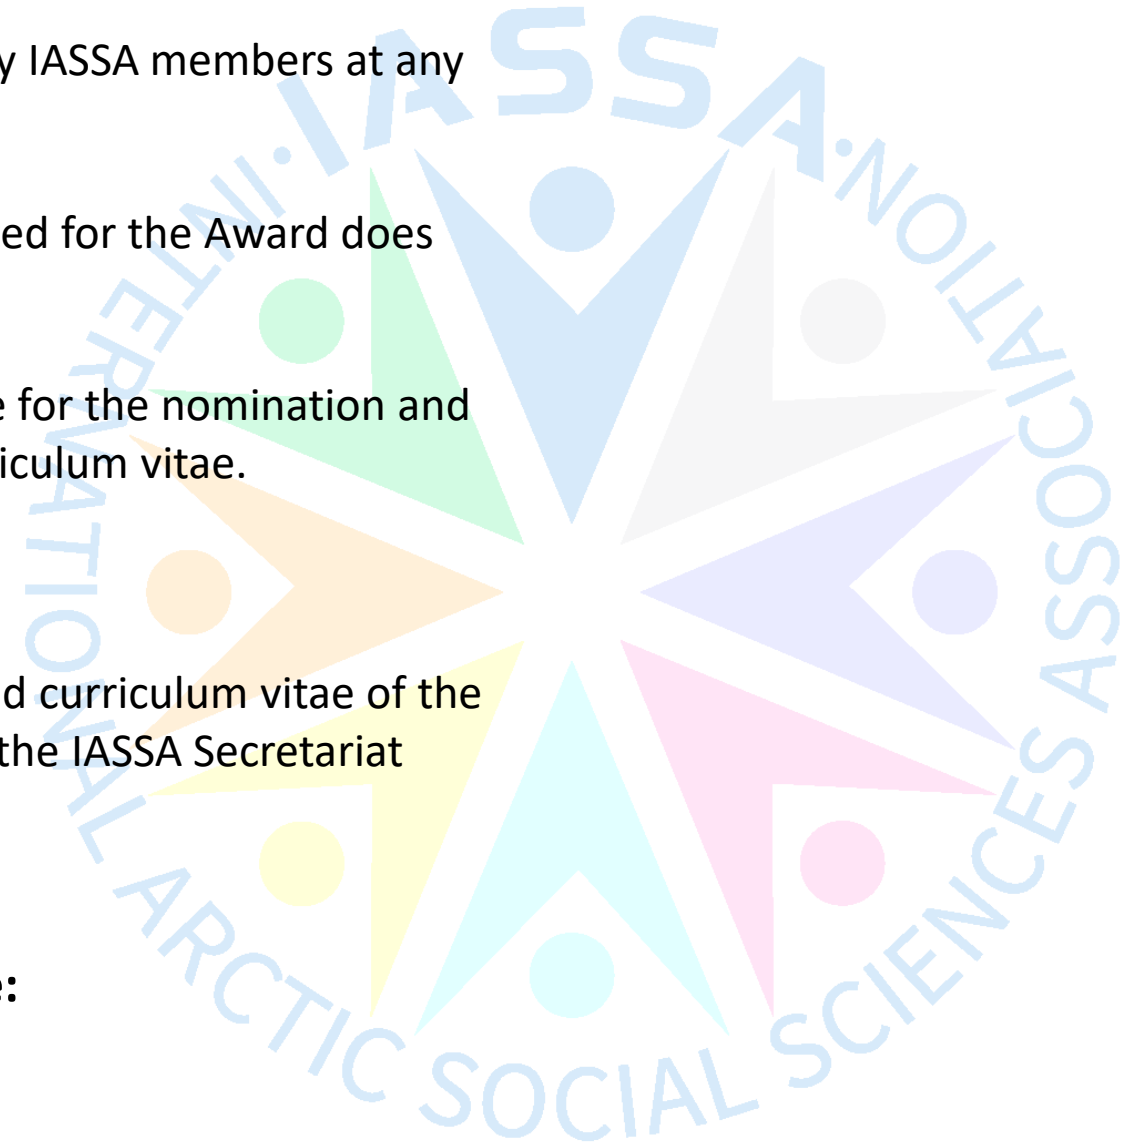 y IASSA members at any
ed for the Award does
e for the nomination and
iculum vitae.
d curriculum vitae of the
the IASSA Secretariat
e:
·IASSA·
INTERNATIONAL ARCTIC SOCIAL SCIENCES ASSOCIATION